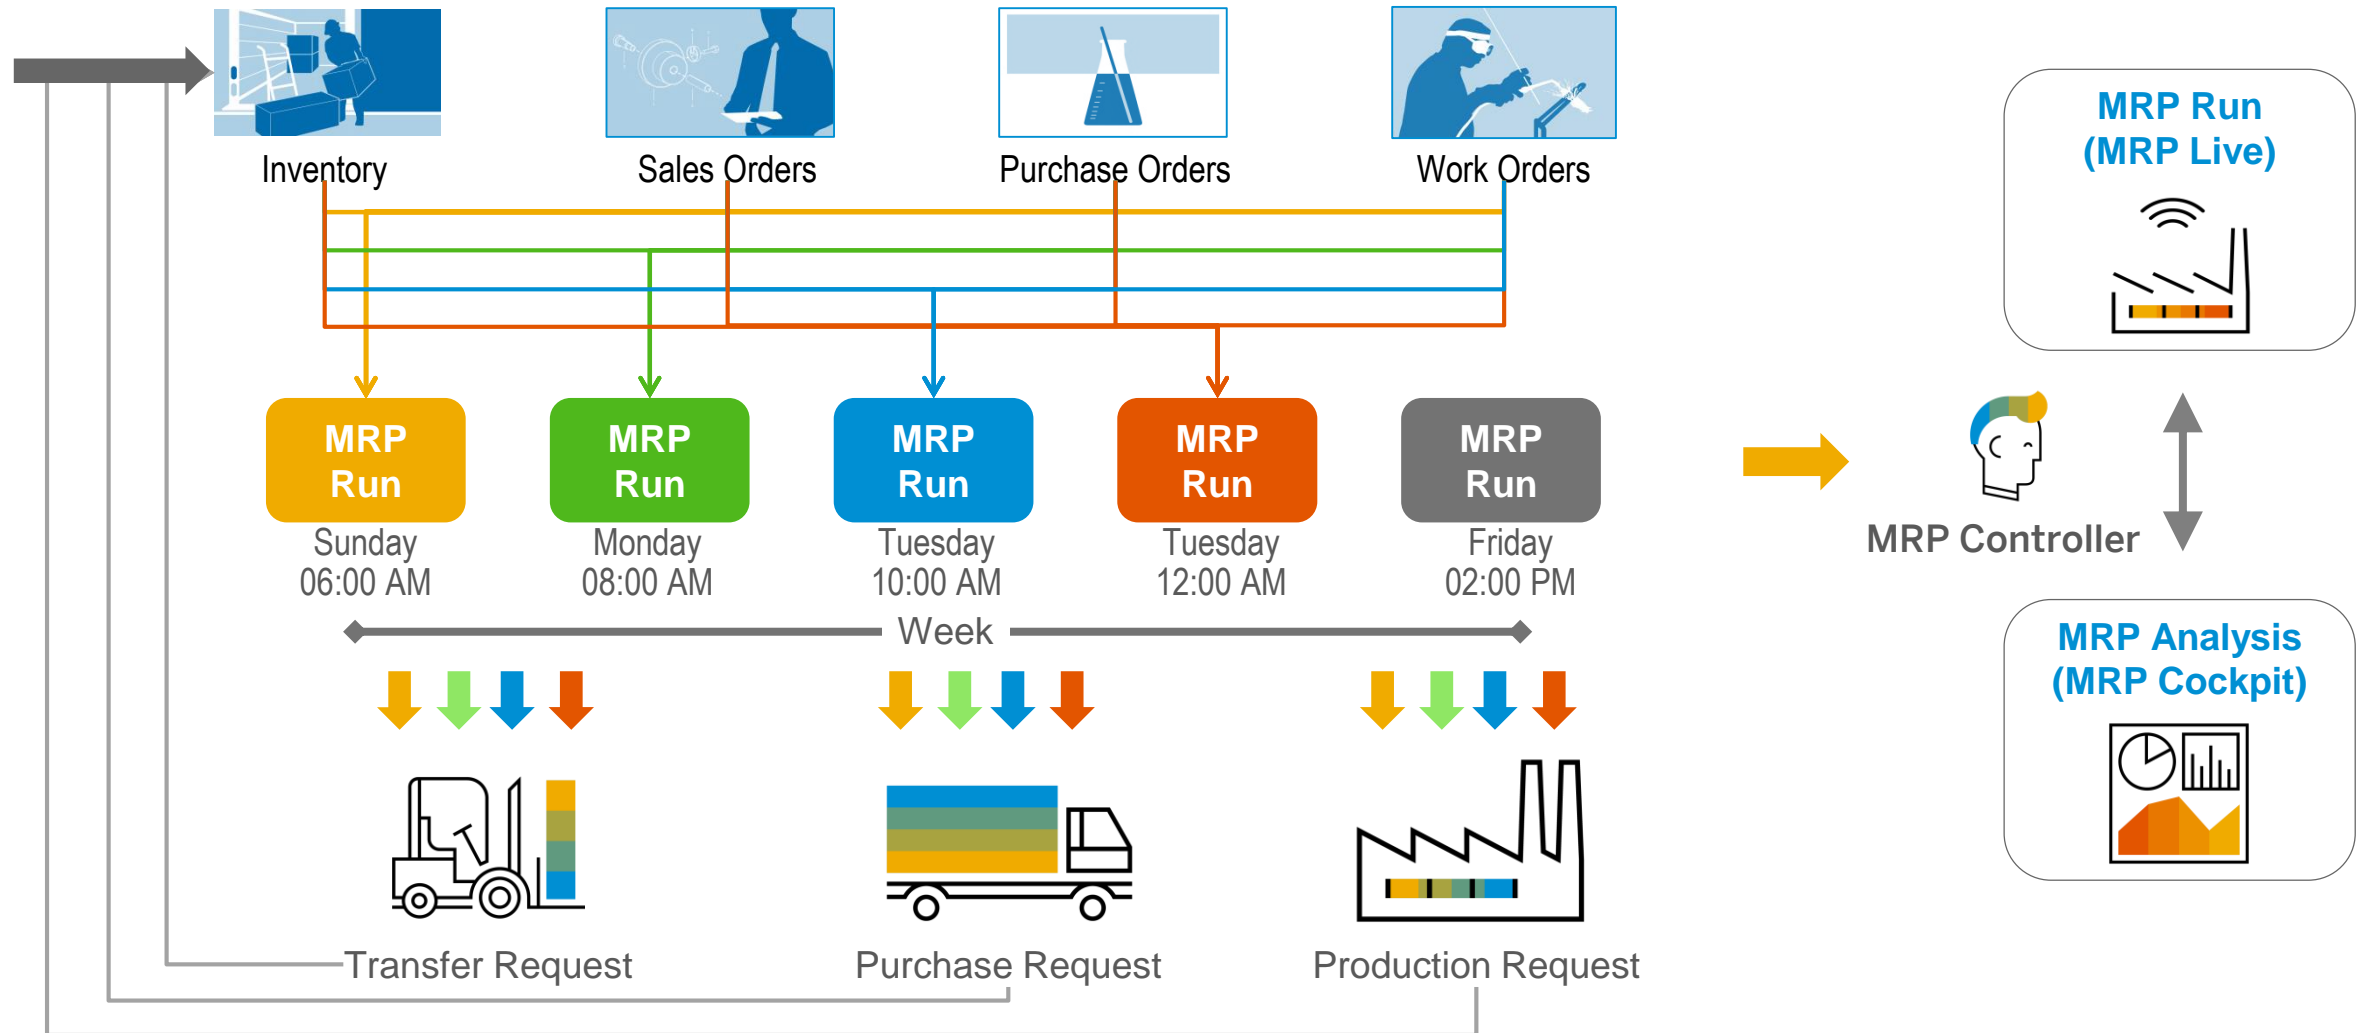 Inventory
Sales Orders
Purchase Orders
Work Orders
MRP Run
(MRP Live)
MRP
Run
MRP
Run
MRP
Run
MRP
Run
MRP
Run
Sunday
06:00 AM
Monday
08:00 AM
Tuesday
10:00 AM
Tuesday
12:00 AM
Friday
02:00 PM
MRP Controller
Week
MRP Analysis
(MRP Cockpit)
Transfer Request
Purchase Request
Production Request